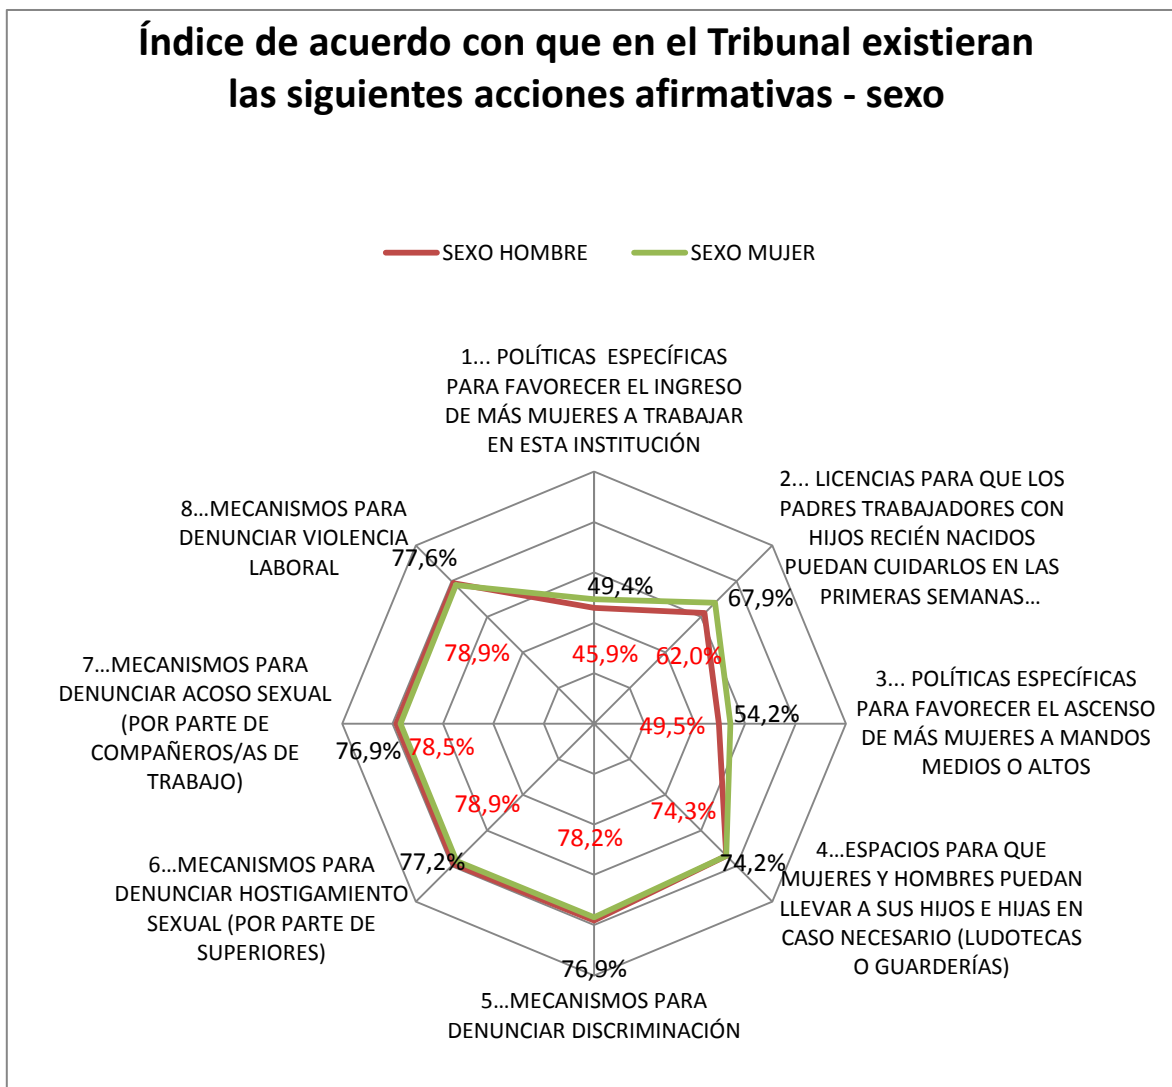 Índice de acuerdo con que en el Tribunal existieran
las siguientes acciones afirmativas - sexo
SEXO HOMBRE
SEXO MUJER
1... POLÍTICAS ESPECÍFICAS
PARA FAVORECER EL INGRESO
DE MÁS MUJERES A TRABAJAR
EN ESTA INSTITUCIÓN
2... LICENCIAS PARA QUE LOS
PADRES TRABAJADORES CON
HIJOS RECIÉN NACIDOS
PUEDAN CUIDARLOS EN LAS
PRIMERAS SEMANAS...
3... POLÍTICAS ESPECÍFICAS
PARA FAVORECER EL ASCENSO
DE MÁS MUJERES A MANDOS
MEDIOS O ALTOS
4...ESPACIOS PARA QUE
MUJERES Y HOMBRES PUEDAN
LLEVAR A SUS HIJOS E HIJAS EN
CASO NECESARIO (LUDOTECAS
O GUARDERÍAS)
5...MECANISMOS PARA
DENUNCIAR DISCRIMINACIÓN
6...MECANISMOS PARA
DENUNCIAR HOSTIGAMIENTO
SEXUAL (POR PARTE DE
SUPERIORES)
7...MECANISMOS PARA
DENUNCIAR ACOSO SEXUAL
(POR PARTE DE
COMPAÑEROS/AS DE
TRABAJO)
8...MECANISMOS PARA
DENUNCIAR VIOLENCIA
LABORAL
49,4%
67,9%
54,2%
74,2%
76,9%
77,2%
76,9%
77,6%
45,9%
62,0%
49,5%
74,3%
78,2%
78,9%
78,5%
78,9%